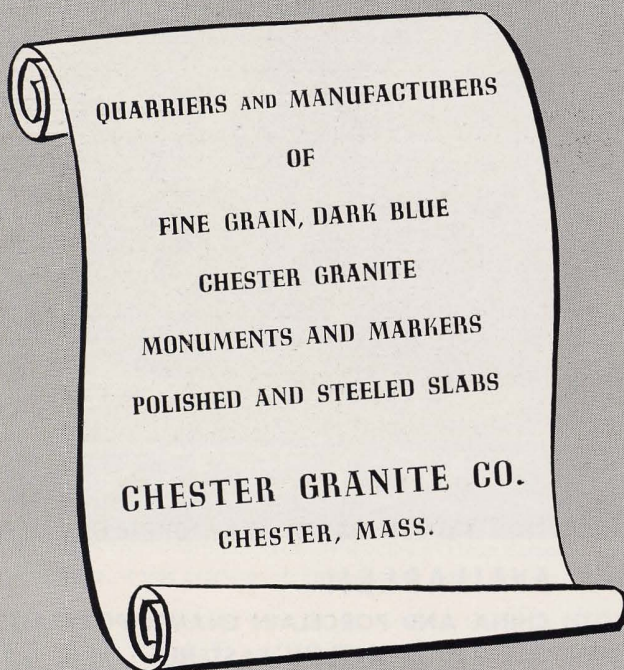 QUARRIERS AND MANUFACTURERS
OF
FINE GRAIN, DARK BLUE
CHESTER GRANITE
MONUMENTS AND MARKERS
POLISHED AND STEELED SLABS
CHESTER GRANITE CO.
CHESTER, MASS.